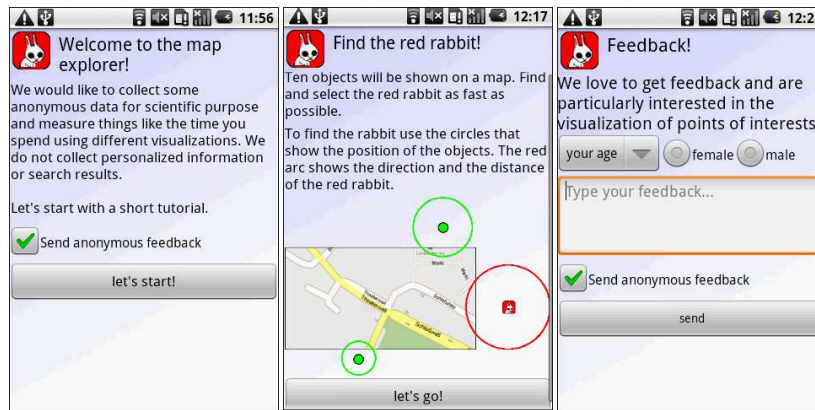 11:56
Welcome to the map
explorer!
We would like to collect some
anonymous data for scientific purpose
and measure things like the time you
spend using different visualizations. We
do not collect personalized information
or search results.
Let's start with a short tutorial.
Send anonymous feedback
let's start!
12:17
Find the red rabbit!
Ten objects will be shown on a map. Find
and select the red rabbit as fast as
possible.
To find the rabbit use the circles that
show the position of the objects. The red
arc shows the direction and the distance
of the red rabbit.
Markt
Theaterwall
Theaterwall
Schloßwall
let's go!
12:2
Feedback!
We love to get feedback and are
particularly interested in the
visualization of points of interests
your age
female
male
Type your feedback...
Send anonymous feedback
send